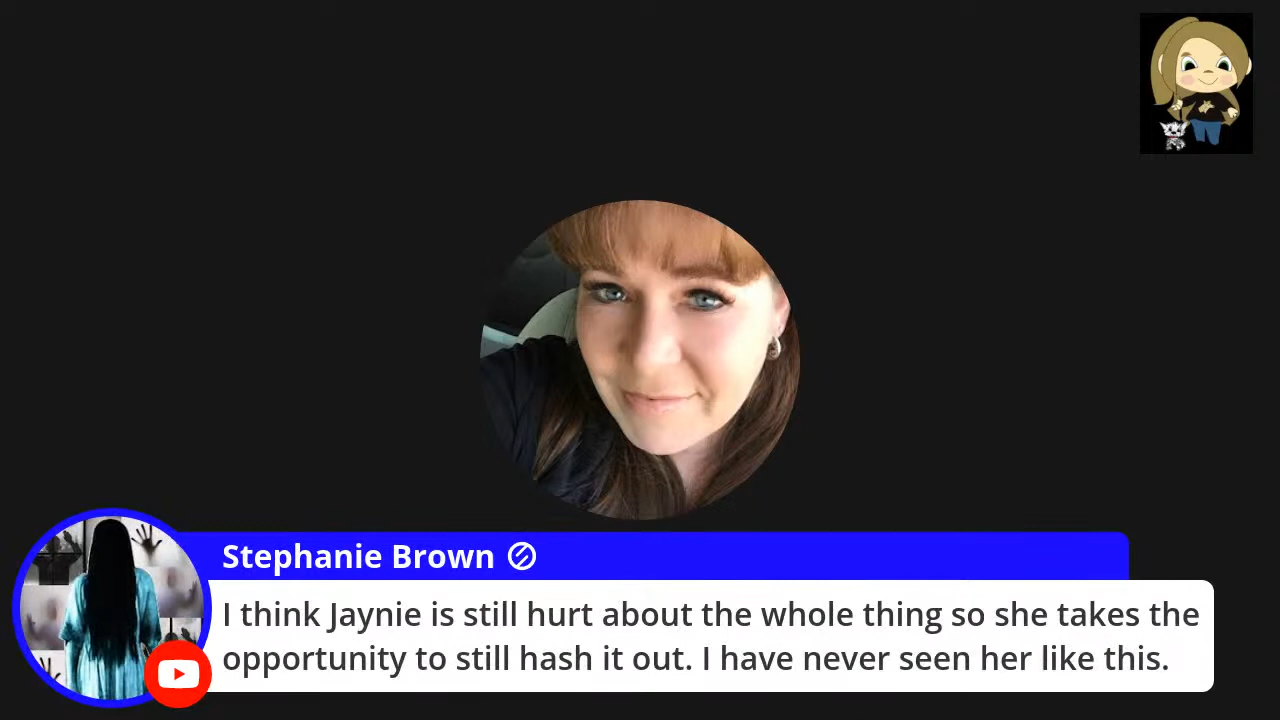 Stephanie Brown
I think Jaynie is still hurt about the whole thing so she takes the
opportunity to still hash it out. I have never seen her like this.